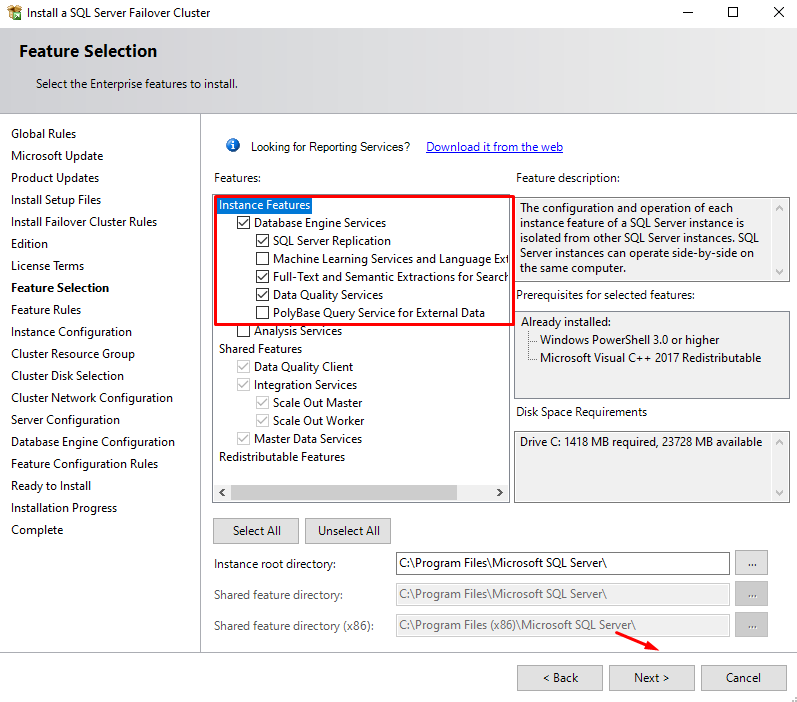 Install a SQL Server Failover Cluster
Feature Selection
Select the Enterprise features to install.
Global Rules
Microsoft Update
Product Updates
Install Setup Files
Install Failover Cluster Rules
Edition
License Terms
Feature Selection
Feature Rules
Instance Configuration
Cluster Resource Group
Cluster Disk Selection
Cluster Network Configuration
Server Configuration
Database Engine Configuration
Feature Configuration Rules
Ready to Install
Installation Progress
Complete
Looking for Reporting Services? Download it from the web
Features:
Instance Features
Database Engine Services
SQL Server Replication
Machine Learning Services and Language Ext
Full-Text and Semantic Extractions for Search
Data Quality Services
PolyBase Query Service for External Data
Analysis Services
Shared Features
Data Quality Client
Integration Services
Scale Out Master
Scale Out Worker
Master Data Services
Redistributable Features
Feature description:
The configuration and operation of each
instance feature of a SQL Server instance is
isolated from other SQL Server instances. SQL
Server instances can operate side-by-side on
the same computer.
Prerequisites for selected features:
Already installed:
Windows PowerShell 3.0 or higher
Microsoft Visual C++ 2017 Redistributable
Disk Space Requirements
Drive C: 1418 MB required, 23728 MB available
Select All
Unselect All
Instance root directory: C:\Program Files\Microsoft SQL Server\ ...
Shared feature directory: C:\Program Files\Microsoft SQL Server\ ...
Shared feature directory (x86): C:\Program Files (x86)\Microsoft SQL Server\ ...
< Back
Next >
Cancel